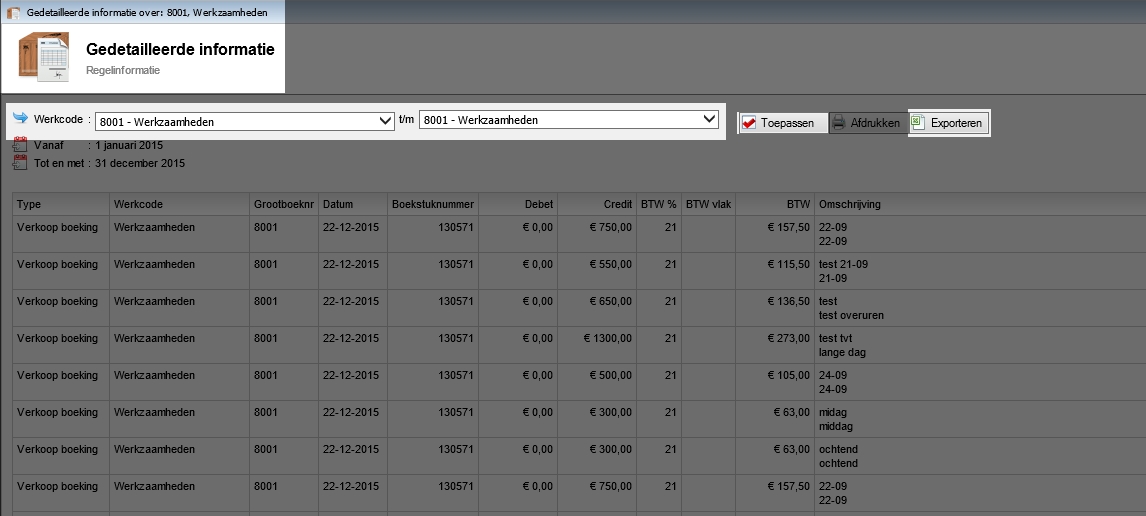 Gedetailleerde informatie over: 8001, Werkzaamheden
Gedetailleerde informatie
Regelinformatie
Werkcode : 8001 - Werkzaamheden t/m 8001 - Werkzaamheden Toepassen Afdrukken Exporteren
Vanaf : 1 januari 2015
Tot en met : 31 december 2015
Type Werkcode Grootboeknr Datum Boekstuknummer Debet Credit BTW % BTW vlak BTW Omschrijving
Verkoop boeking Werkzaamheden 8001 22-12-2015 130571 € 0,00 € 750,00 21 € 157,50 22-09
22-09
Verkoop boeking Werkzaamheden 8001 22-12-2015 130571 € 0,00 € 550,00 21 € 115,50 test 21-09
21-09
Verkoop boeking Werkzaamheden 8001 22-12-2015 130571 € 0,00 € 650,00 21 € 136,50 test
test overuren
Verkoop boeking Werkzaamheden 8001 22-12-2015 130571 € 0,00 € 1300,00 21 € 273,00 test tvt
lange dag
Verkoop boeking Werkzaamheden 8001 22-12-2015 130571 € 0,00 € 500,00 21 € 105,00 24-09
24-09
Verkoop boeking Werkzaamheden 8001 22-12-2015 130571 € 0,00 € 300,00 21 € 63,00 midag
middag
Verkoop boeking Werkzaamheden 8001 22-12-2015 130571 € 0,00 € 300,00 21 € 63,00 ochtend
ochtend
Verkoop boeking Werkzaamheden 8001 22-12-2015 130571 € 0,00 € 750,00 21 € 157,50 22-09
22-09